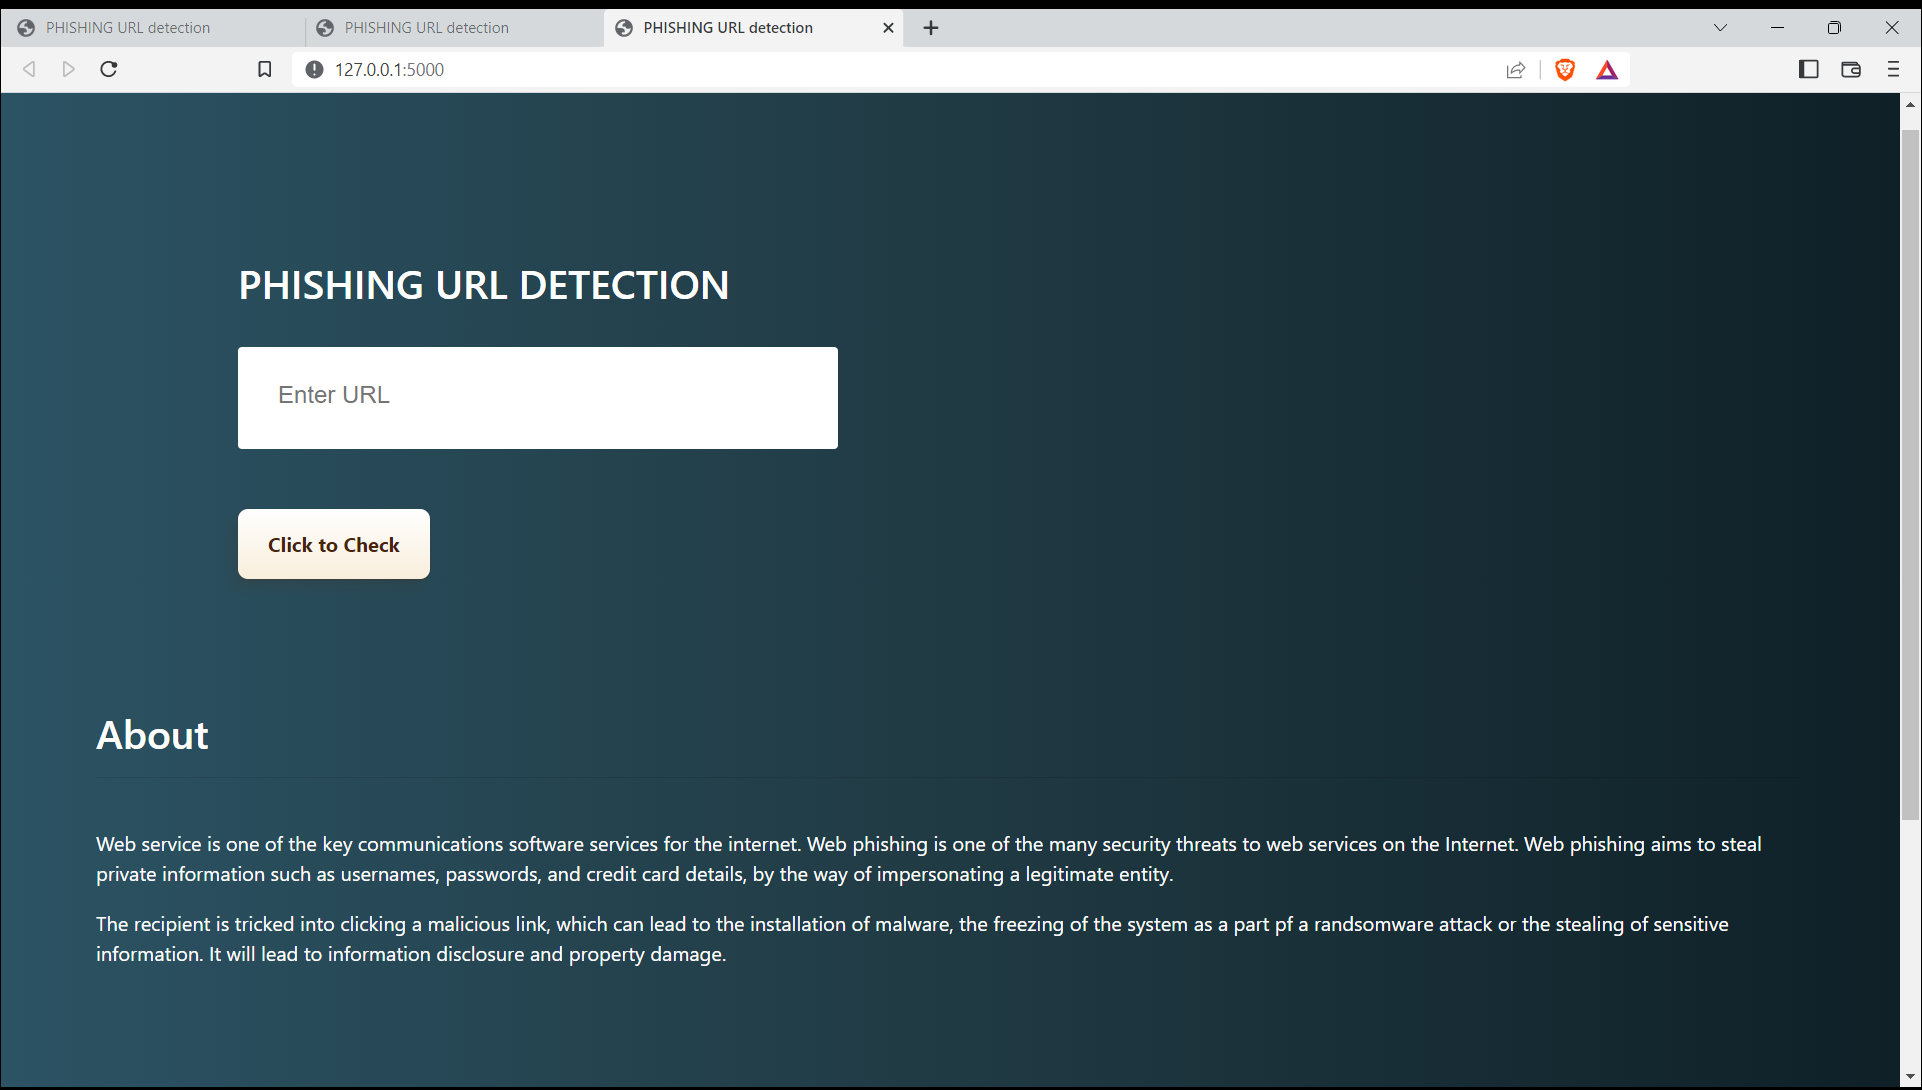 PHISHING URL detection
PHISHING URL detection
PHISHING URL detection
127.0.0.1:5000
PHISHING URL DETECTION
Enter URL
Click to Check
About
Web service is one of the key communications software services for the internet. Web phishing is one of the many security threats to web services on the Internet. Web phishing aims to steal
private information such as usernames, passwords, and credit card details, by the way of impersonating a legitimate entity.
The recipient is tricked into clicking a malicious link, which can lead to the installation of malware, the freezing of the system as a part pf a randsomware attack or the stealing of sensitive
information. It will lead to information disclosure and property damage.